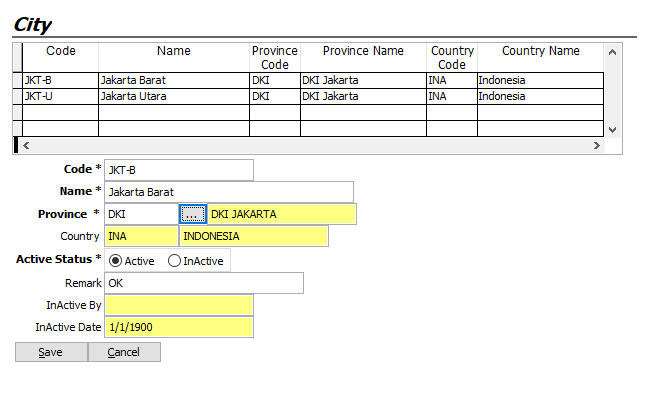 City
Code Name Province Code Province Name Country Code Country Name
JKT-B Jakarta Barat DKI DKI Jakarta INA Indonesia
JKT-U Jakarta Utara DKI DKI Jakarta INA Indonesia
Code * JKT-B
Name * Jakarta Barat
Province * DKI ... DKI JAKARTA
Country INA INDONESIA
Active Status * Active InActive
Remark OK
InActive By
InActive Date 1/1/1900
Save Cancel